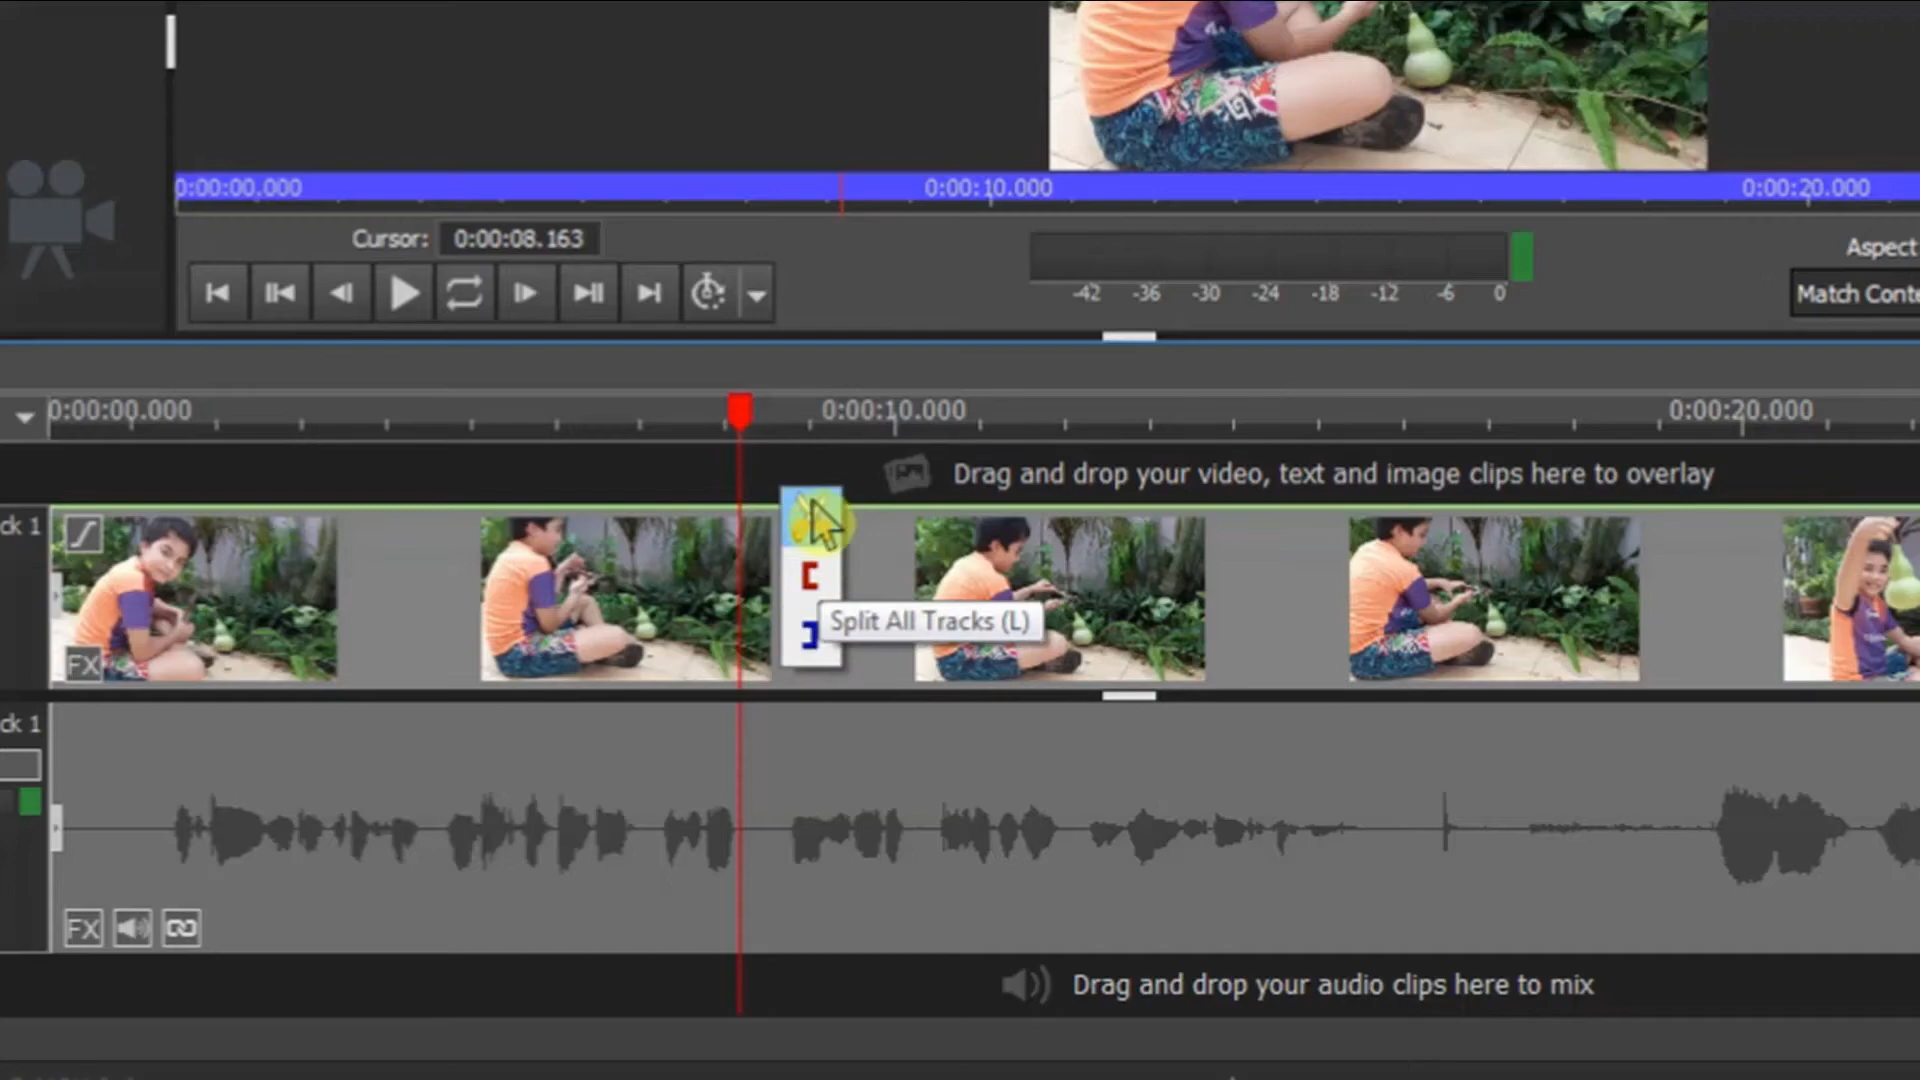 0:00:00.000 0:00:10.000 0:00:20.000
Cursor: 0:00:08.163
Aspect
-42 -36 -30 -24 -18 -12 -6 0
Match Conte
0:00:00.000 0:00:10.000 0:00:20.000
Drag and drop your video, text and image clips here to overlay
ck 1
Split All Tracks (L)
FX
ck 1
FX
Drag and drop your audio clips here to mix